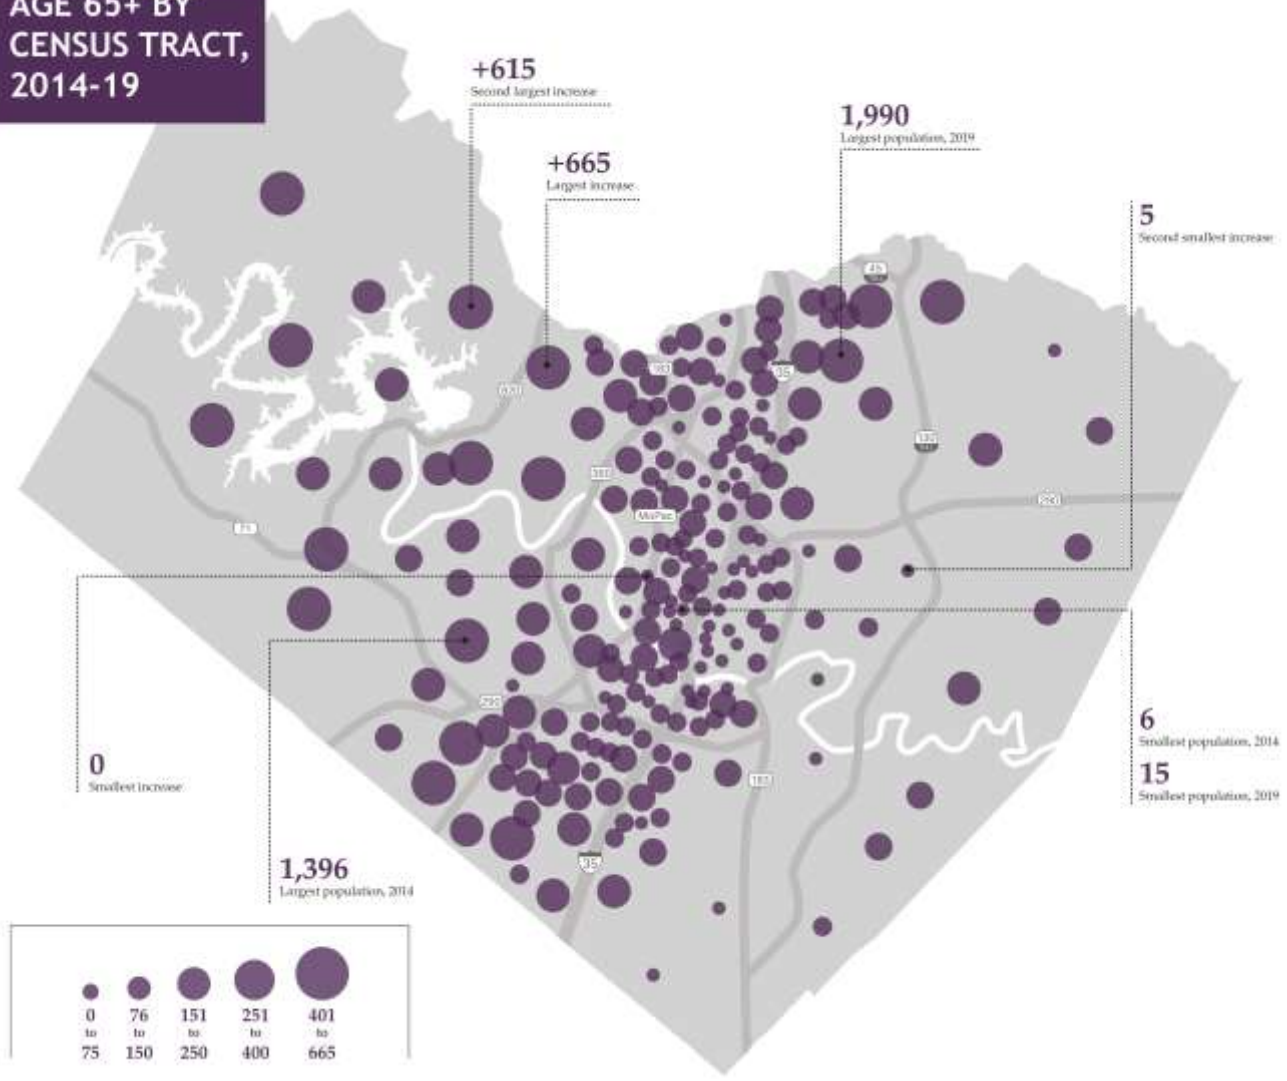 AGE 65+ BY
CENSUS TRACT,
2014-19
+615
Second largest increase
+665
Largest increase
1,990
Largest population, 2019
5
Second smallest increase
45
183
35
620
130
360
290
MoPac
71
290
6
Smallest population, 2014
15
Smallest population, 2019
0
Smallest increase
183
35
1,396
Largest population, 2014
0 76 151 251 401
to to to to to
75 150 250 400 665